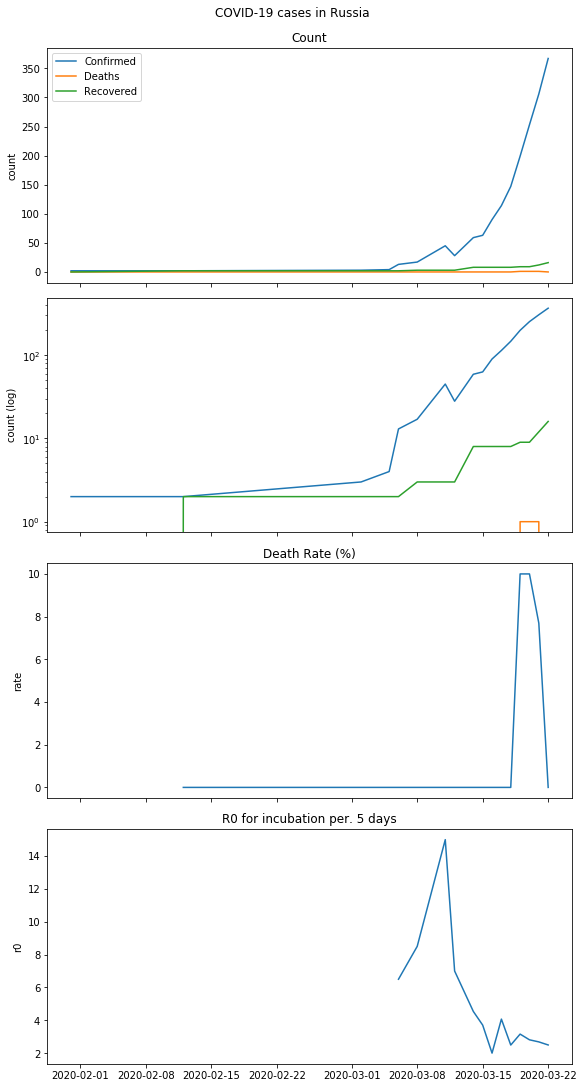 COVID-19 cases in Russia
Count
Confirmed
Deaths
Recovered
350
300
250
200
150
100
50
0
count
10²
10¹
10⁰
count (log)
Death Rate (%)
10
8
6
4
2
0
rate
R0 for incubation per. 5 days
14
12
10
8
6
4
2
r0
2020-02-01 2020-02-08 2020-02-15 2020-02-22 2020-03-01 2020-03-08 2020-03-15 2020-03-22